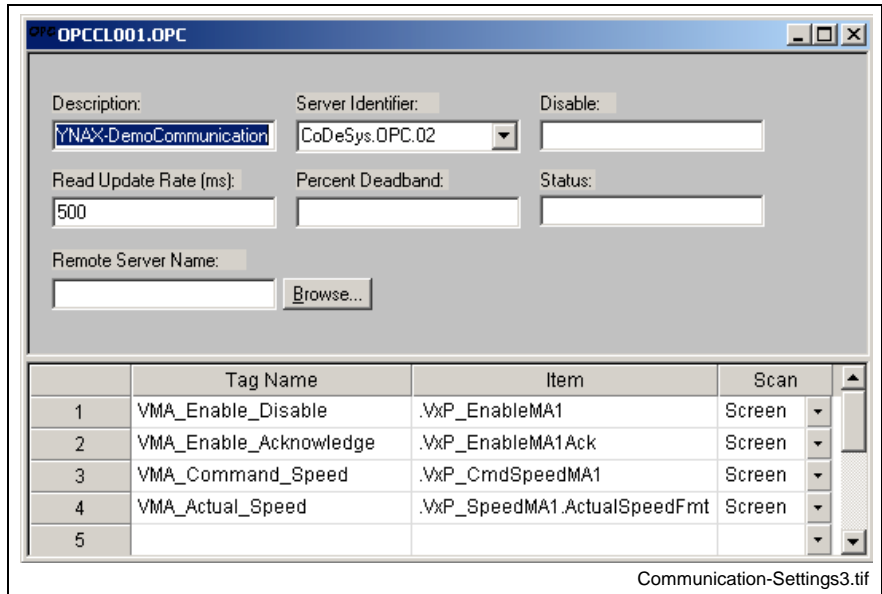 OPC OPCCL001.OPC
Description: Server Identifier: Disable:
YNAX-DemoCommunication CoDeSys.OPC.02
Read Update Rate (ms): Percent Deadband: Status:
500
Remote Server Name:
Browse...
Tag Name Item Scan
1 VMA_Enable_Disable .VxP_EnableMA1 Screen
2 VMA_Enable_Acknowledge .VxP_EnableMA1Ack Screen
3 VMA_Command_Speed .VxP_CmdSpeedMA1 Screen
4 VMA_Actual_Speed .VxP_SpeedMA1.ActualSpeedFmt Screen
5
Communication-Settings3.tif